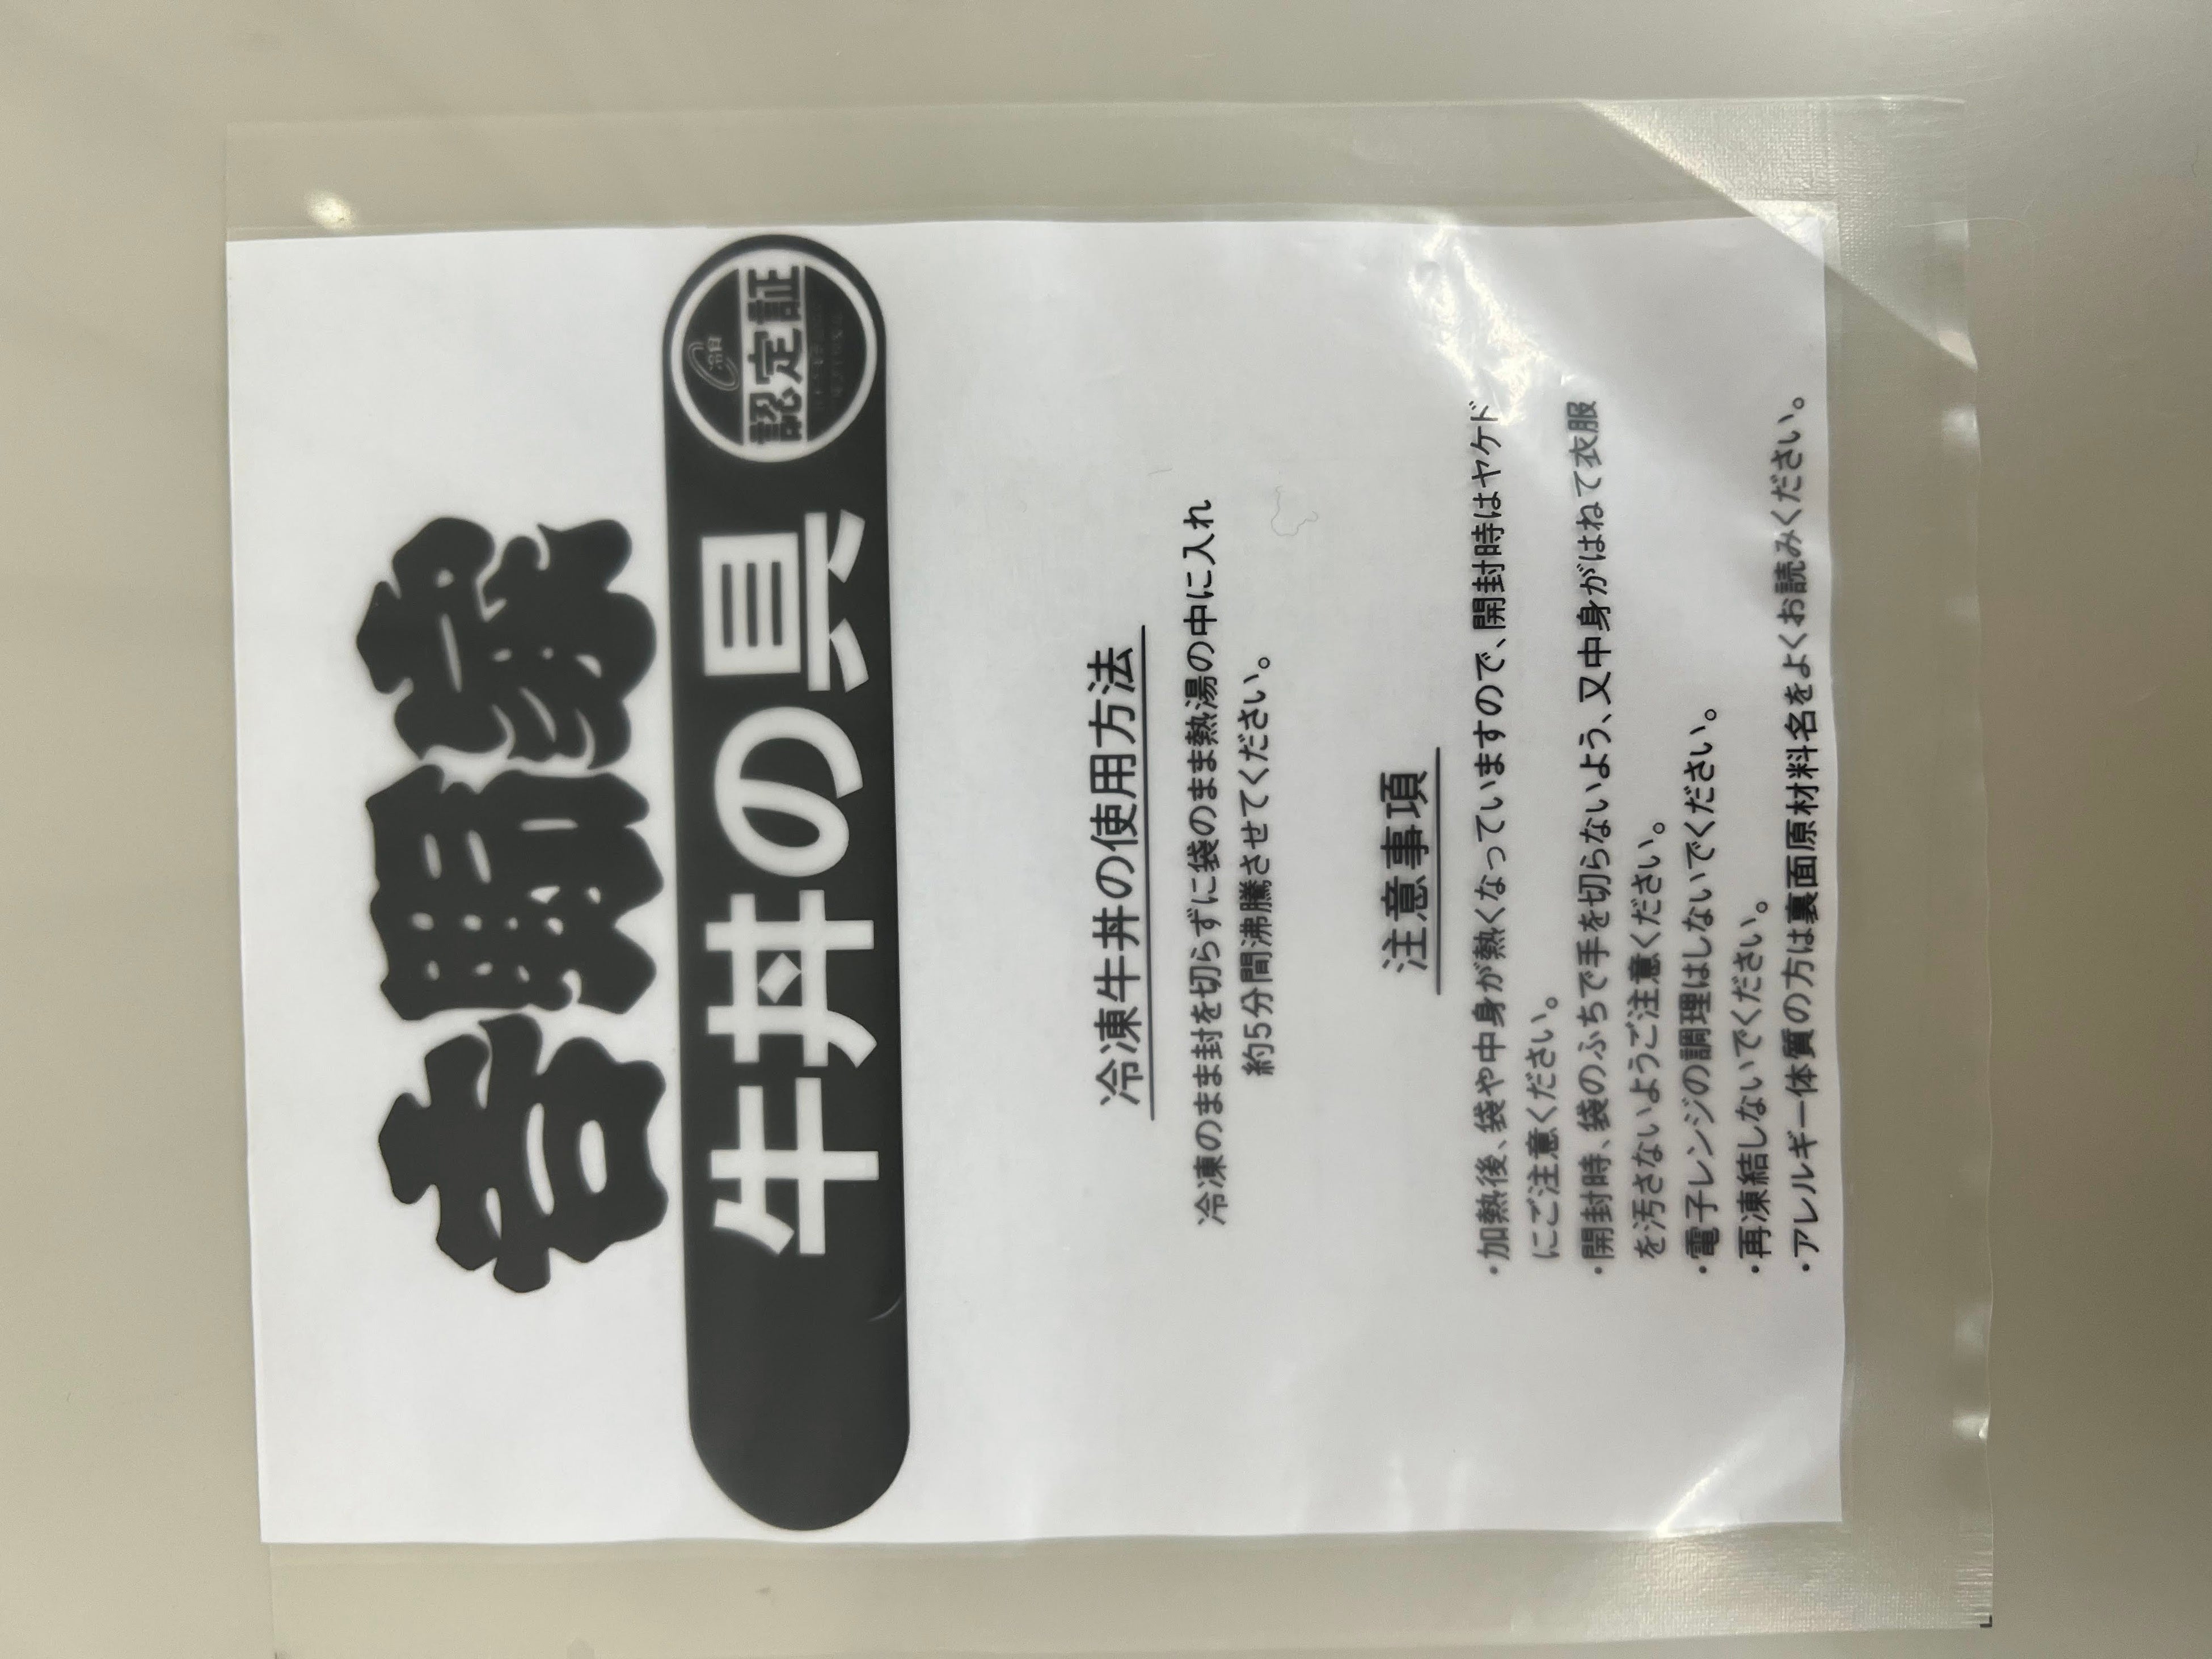 吉野家
牛丼の具
冷食
認定証
冷凍牛丼の使用方法
冷凍のまま封を切らずに袋のまま熱湯の中に入れ
約5分間沸騰させてください。
注意事項
・加熱後、袋や中身が熱くなっていますので、開封時はヤケド
にご注意ください。
・開封時、袋のふちで手を切らないよう、又中身がはねて衣服
を汚さないようご注意ください。
・電子レンジの調理はしないでください。
・再凍結しないでください。
・アレルギー体質の方は裏面原材料名をよくお読みください。